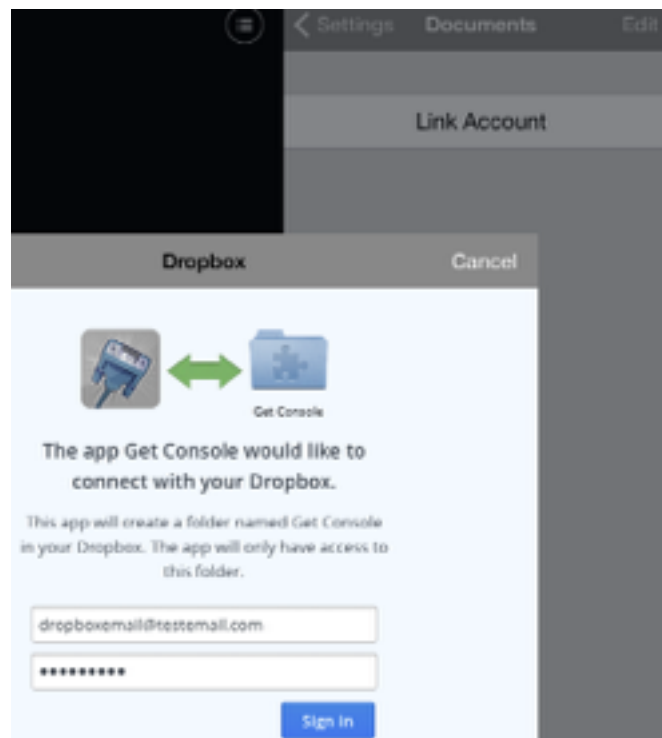 Settings Documents Edit
Link Account
Dropbox Cancel
Get Console
The app Get Console would like to
connect with your Dropbox.
This app will create a folder named Get Console
in your Dropbox. The app will only have access to
this folder.
dropboxemail@testemail.com
•••••••••
Sign in